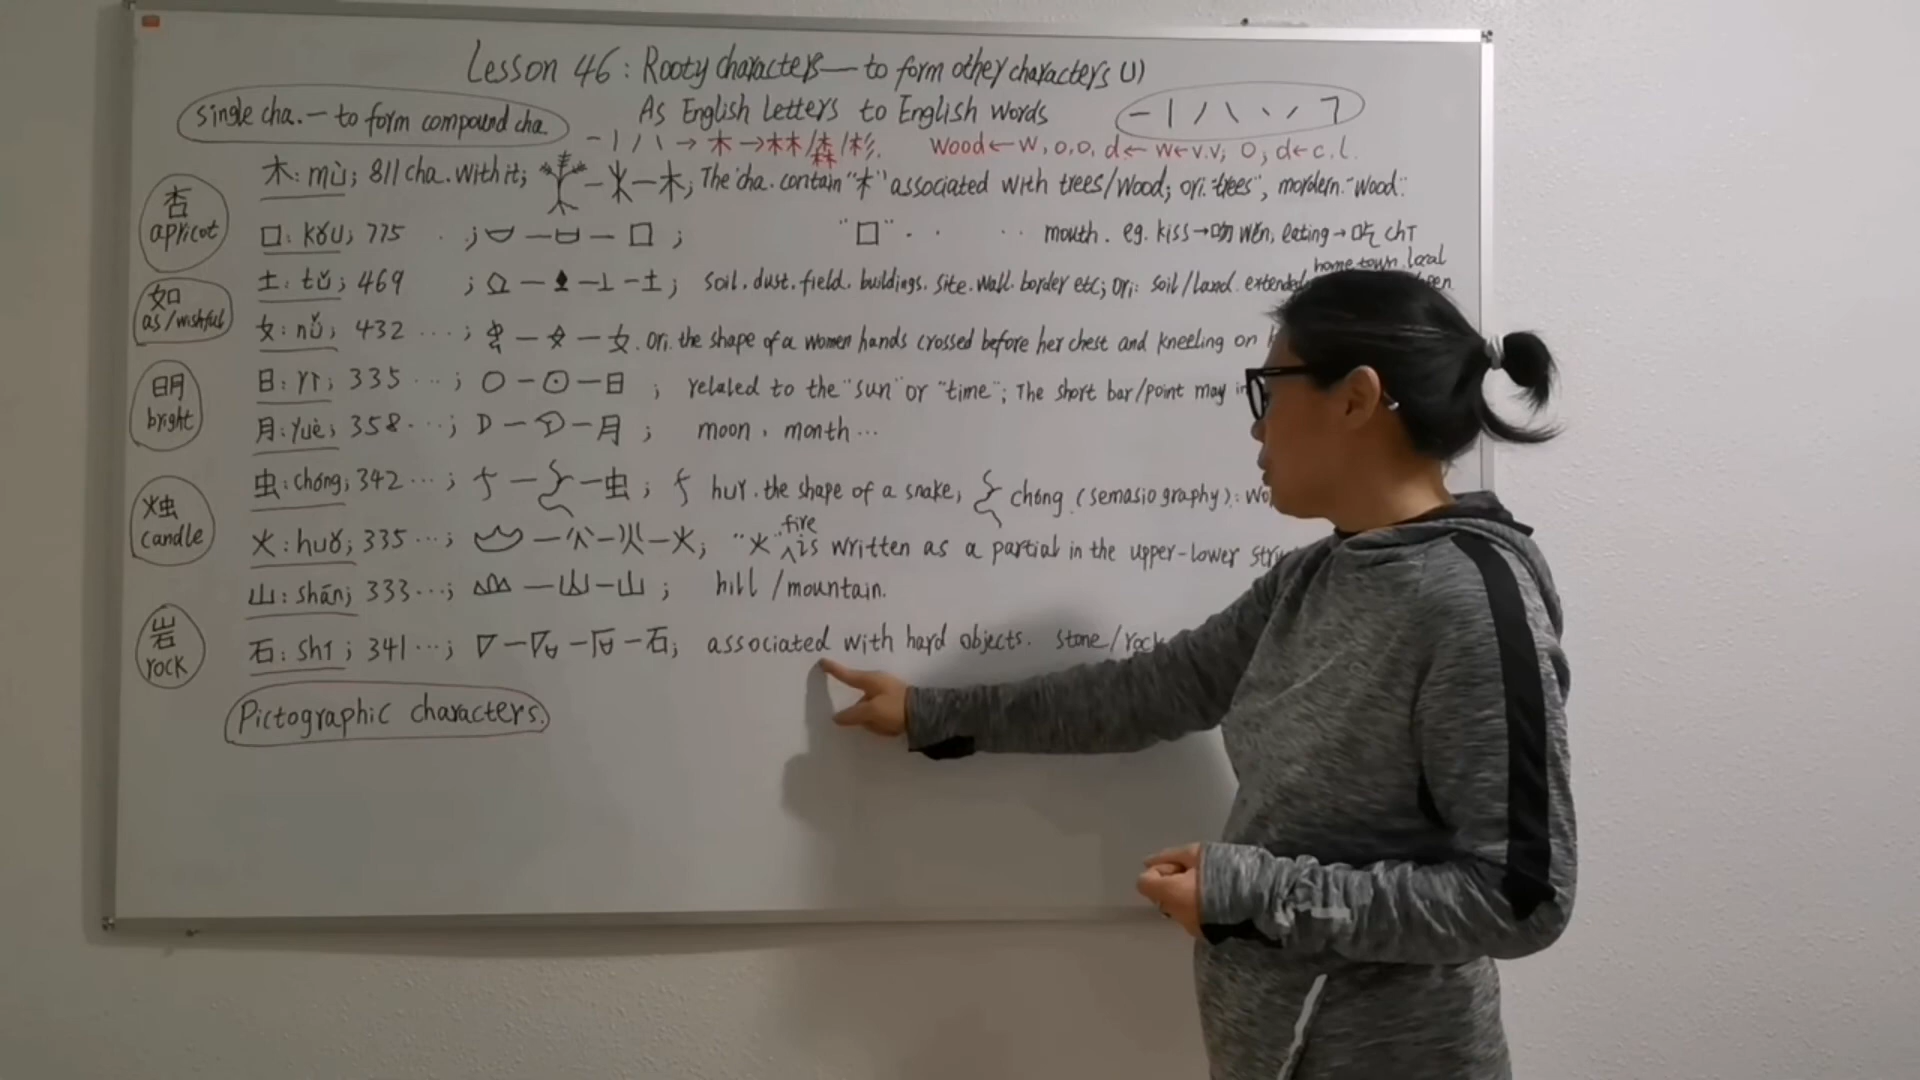 Lesson 46: Rooty characters — to form other characters (1)
single cha. — to form compound cha.
As English Letters to English words
一丨丿㇏、㇀㇕
一丨丿㇏ → 木 → 林/森/杉.
wood ← w, o, o, d ← w ← v.v; O; d ← c. l.
杏
apricot
木: mù; 811 cha. with it; 木; The cha. contain "木" associated with trees/wood; ori. "trees", mordern. "wood".
口: kǒu; 775 ; 口; "口" mouth. eg. kiss → 吻 wěn, eating → 吃 chī
home town. local
如
as/wishful
土: tǔ; 469 ; 土; soil. dust. field. buildings. site. wall. border etc; ori: soil/land. extended
女: nǚ; 432 ···; 女. ori. the shape of a women hands crossed before her chest and kneeling on
明
bright
日: rì; 335 ···; 日; related to the "sun" or "time"; The short bar/point may
月: yuè; 358 ···; 月; moon, month ···
烛
candle
虫: chóng; 342 ···; 虫; huǐ. the shape of a snake, chóng (semasiography):
fire
火: huǒ; 335 ···; 火; "火" is written as a partial in the upper-lower
山: shān; 333 ···; 山; hill/mountain.
岩
rock
石: shí; 341 ···; 石; associated with hard objects. stone/rock
Pictographic characters.